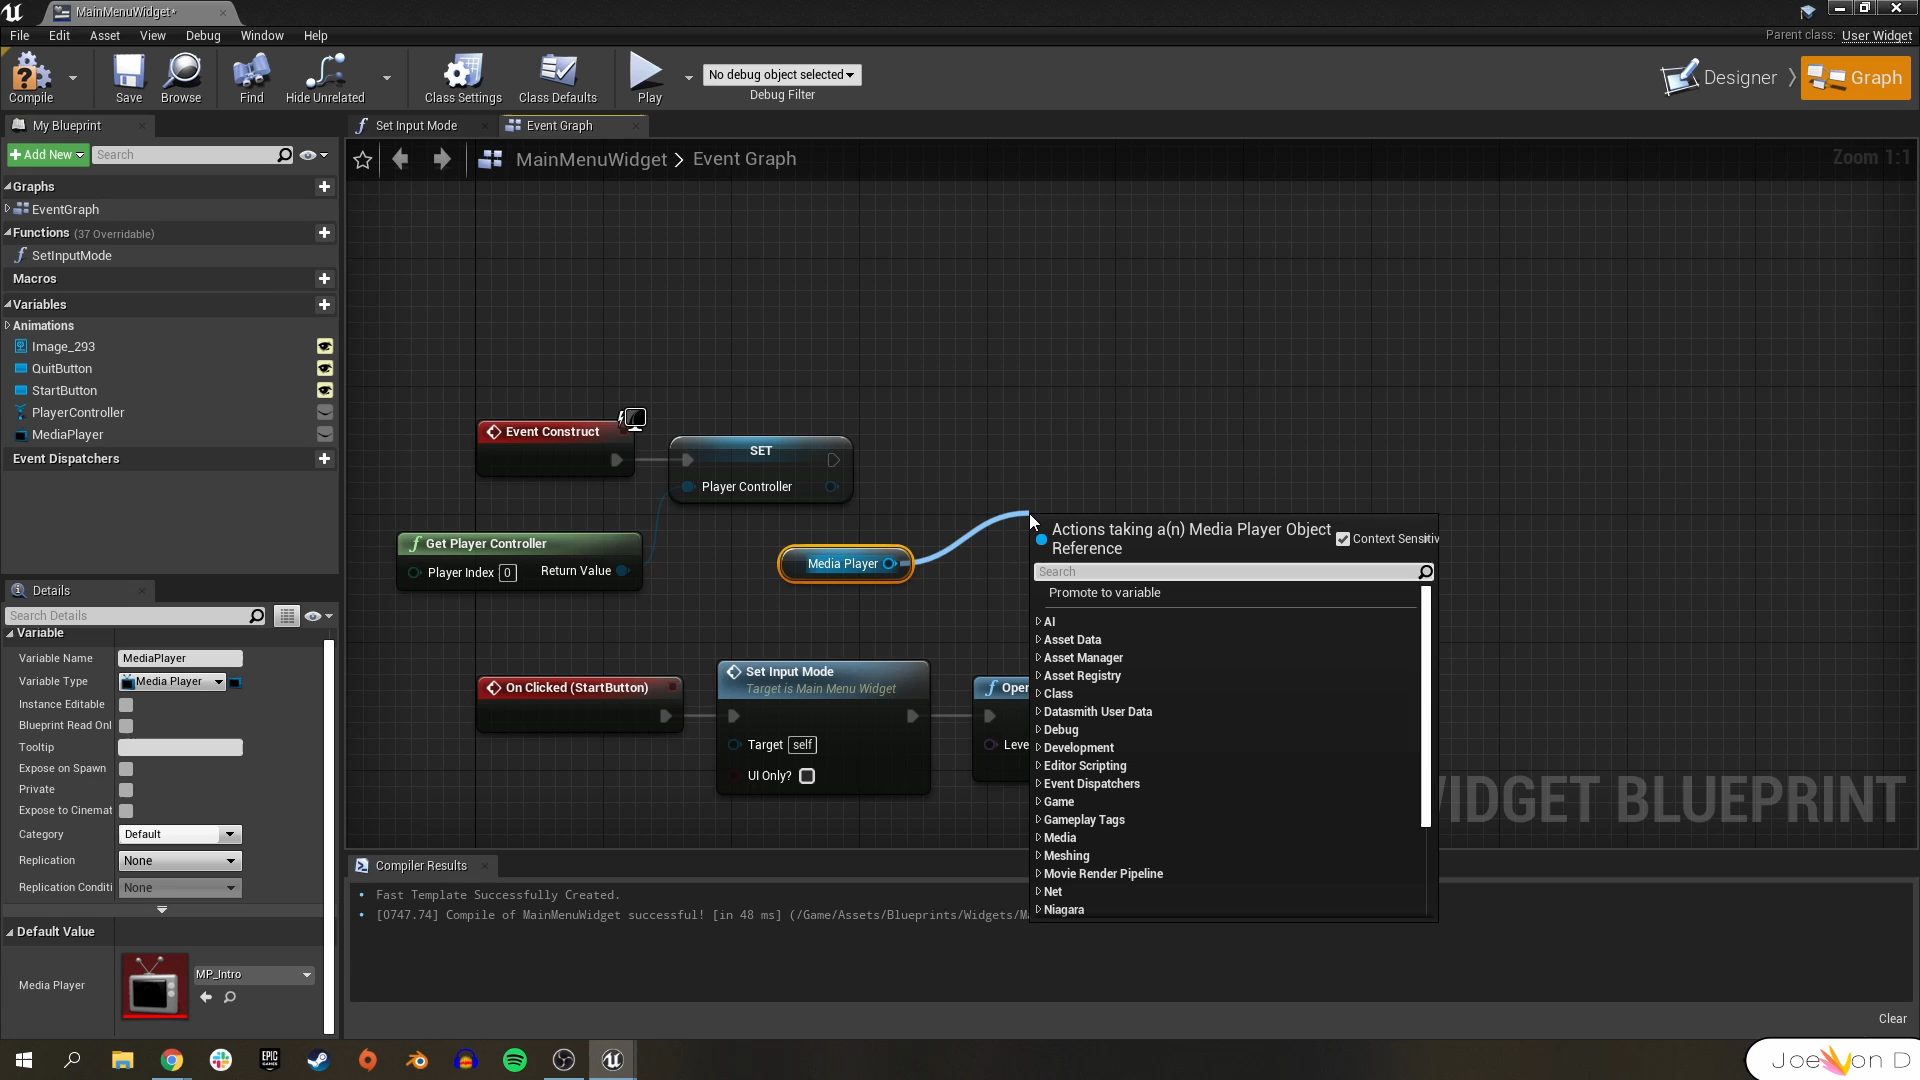 MainMenuWidget*
File Edit Asset View Debug Window Help
Parent class: User Widget
Compile
Save
Browse
Find
Hide Unrelated
Class Settings
Class Defaults
Play
No debug object selected
Debug Filter
Designer
Graph
My Blueprint
Set Input Mode
Event Graph
Add New
Search
MainMenuWidget > Event Graph
Zoom 1:1
Graphs
EventGraph
Functions (37 Overridable)
SetInputMode
Macros
Variables
Animations
Image_293
QuitButton
StartButton
PlayerController
MediaPlayer
Event Dispatchers
Event Construct
SET
Player Controller
Get Player Controller
Player Index 0 Return Value
Media Player
On Clicked (StartButton)
Set Input Mode
Target is Main Menu Widget
Target self
UI Only?
Open
Leve
Actions taking a(n) Media Player Object
Reference
Context Sensitiv
Search
Promote to variable
AI
Asset Data
Asset Manager
Asset Registry
Class
Datasmith User Data
Debug
Development
Editor Scripting
Event Dispatchers
Game
Gameplay Tags
Media
Meshing
Movie Render Pipeline
Net
Niagara
WIDGET BLUEPRINT
Details
Search Details
Variable
Variable Name MediaPlayer
Variable Type Media Player
Instance Editable
Blueprint Read Onl
Tooltip
Expose on Spawn
Private
Expose to Cinemat
Category Default
Replication None
Replication Conditi None
Default Value
Media Player MP_Intro
Compiler Results
Fast Template Successfully Created.
[0747.74] Compile of MainMenuWidget successful! [in 48 ms] (/Game/Assets/Blueprints/Widgets/M
Clear
EPIC
GAMES
Joe Von D